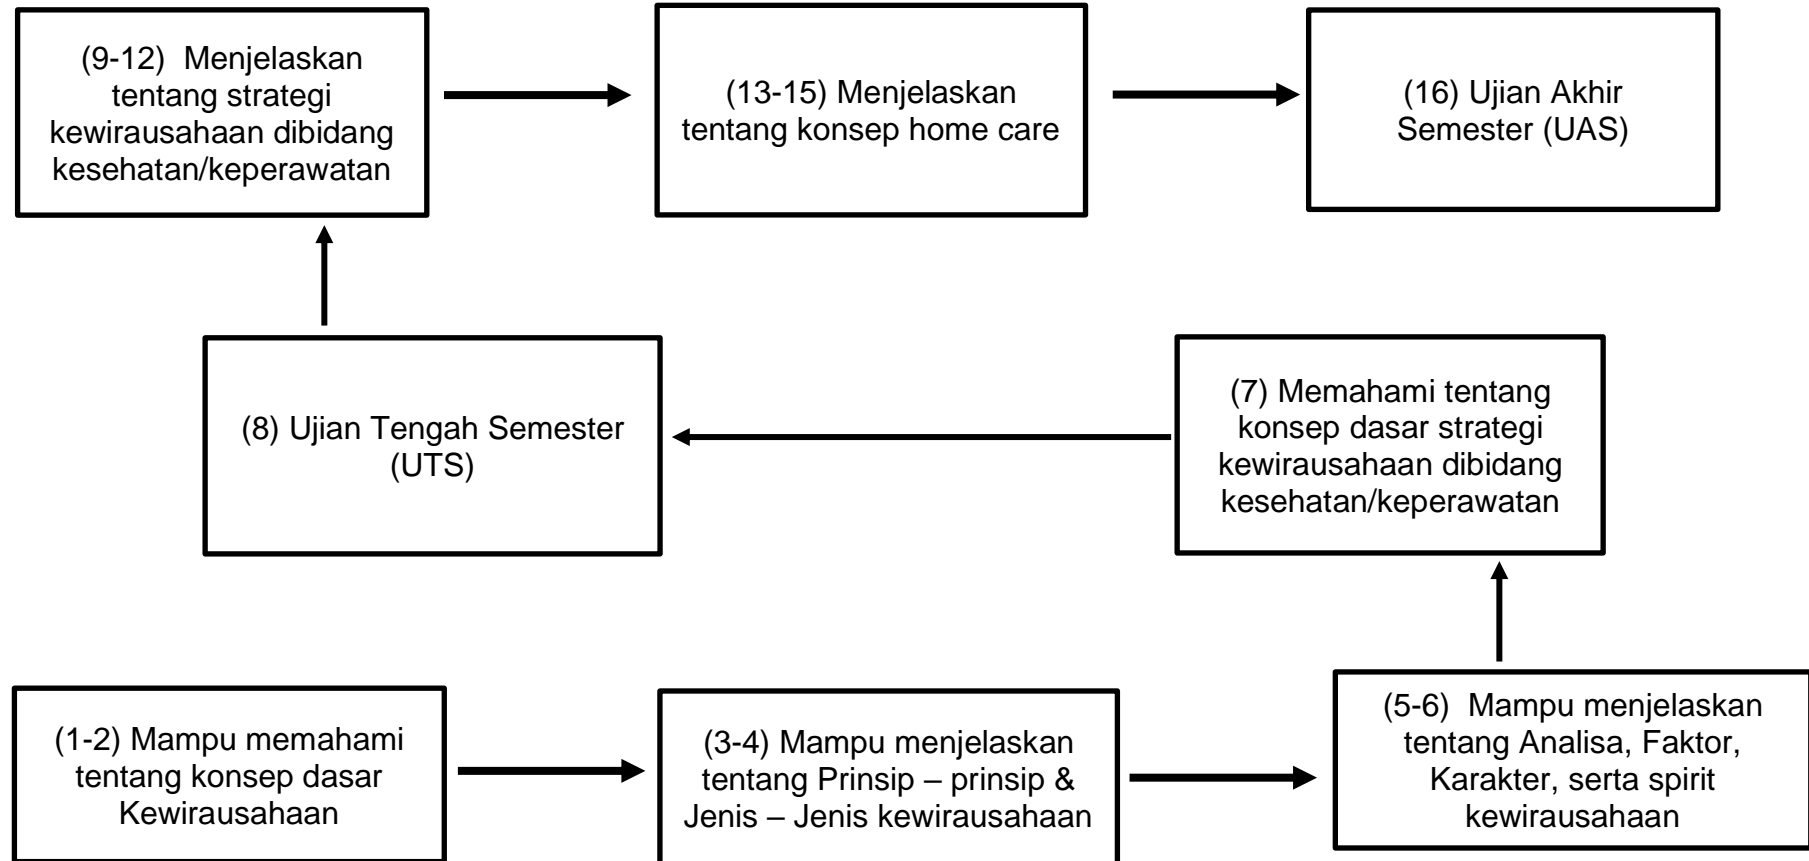 (9-12) Menjelaskan
tentang strategi
kewirausahaan dibidang
kesehatan/keperawatan
(13-15) Menjelaskan
tentang konsep home care
(16) Ujian Akhir
Semester (UAS)
(8) Ujian Tengah Semester
(UTS)
(7) Memahami tentang
konsep dasar strategi
kewirausahaan dibidang
kesehatan/keperawatan
(1-2) Mampu memahami
tentang konsep dasar
Kewirausahaan
(3-4) Mampu menjelaskan
tentang Prinsip – prinsip &
Jenis – Jenis kewirausahaan
(5-6) Mampu menjelaskan
tentang Analisa, Faktor,
Karakter, serta spirit
kewirausahaan